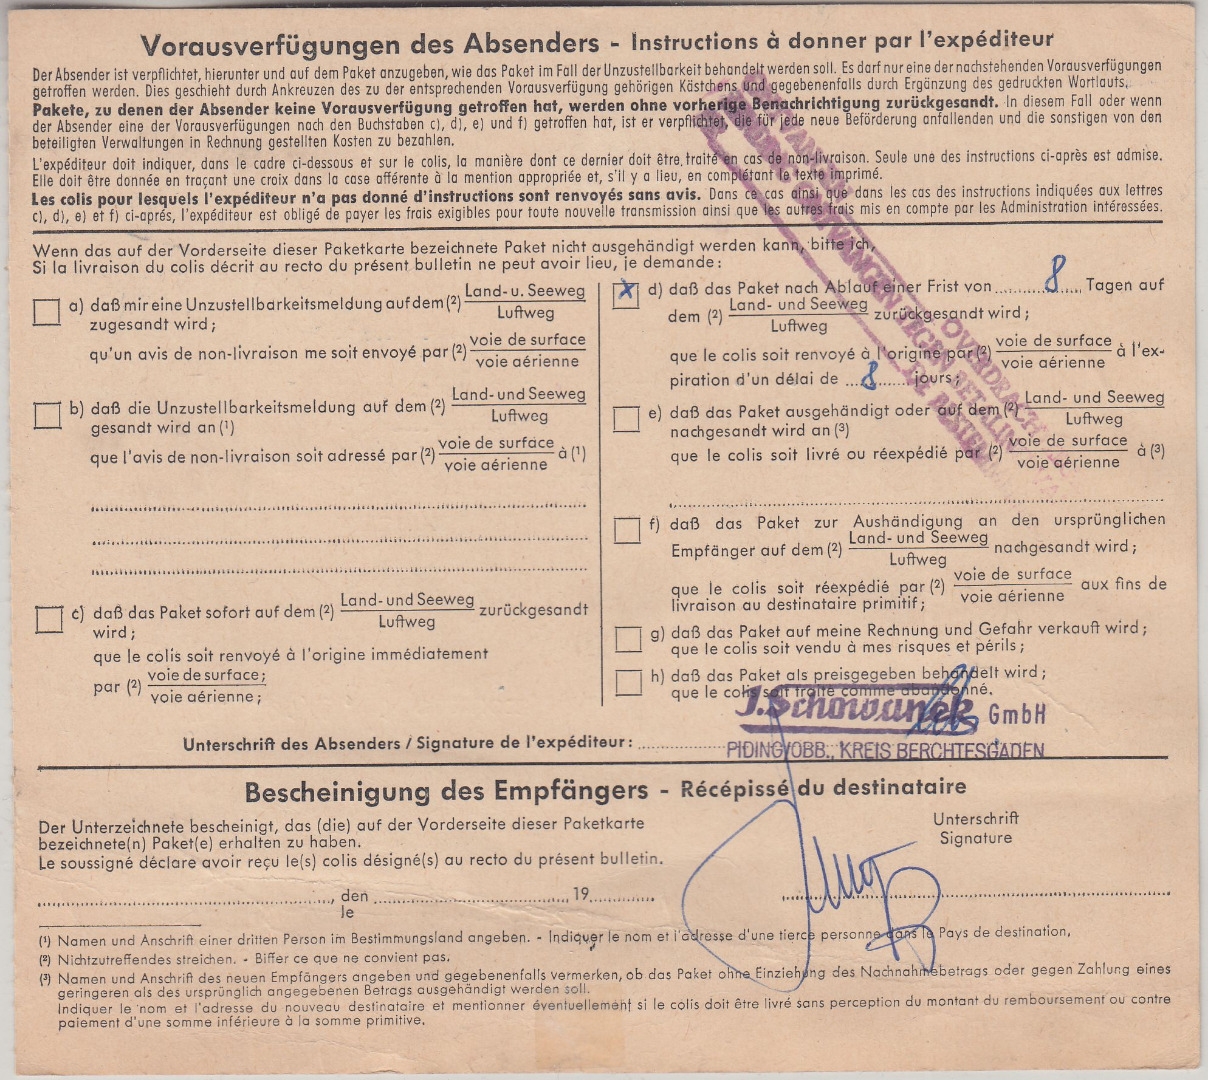 Vorausverfügungen des Absenders - Instructions à donner par l'expéditeur
Der Absender ist verpflichtet, hierunter und auf dem Paket anzugeben, wie das Paket im Fall der Unzustellbarkeit behandelt werden soll. Es darf nur eine der nachstehenden Vorausverfügungen
getroffen werden. Dies geschieht durch Ankreuzen des zu der entsprechenden Vorausverfügung gehörigen Kästchens und gegebenenfalls durch Ergänzung des gedruckten Wortlauts.
Pakete, zu denen der Absender keine Vorausverfügung getroffen hat, werden ohne vorherige Benachrichtigung zurückgesandt. In diesem Fall oder wenn
der Absender eine der Vorausverfügungen nach den Buchstaben c), d), e) und f) getroffen hat, ist er verpflichtet, die für jede neue Beförderung anfallenden und die sonstigen von den
beteiligten Verwaltungen in Rechnung gestellten Kosten zu bezahlen.
L'expéditeur doit indiquer, dans le cadre ci-dessous et sur le colis, la manière dont ce dernier doit être traité en cas de non-livraison. Seule une des instructions ci-après est admise.
Elle doit être donnée en traçant une croix dans la case afférente à la mention appropriée et, s'il y a lieu, en complétant le texte imprimé.
Les colis pour lesquels l'expéditeur n'a pas donné d'instructions sont renvoyés sans avis. Dans ce cas ainsi que dans les cas des instructions indiquées aux lettres
c), d), e) et f) ci-aprés, l'expéditeur est obligé de payer les frais exigibles pour toute nouvelle transmission ainsi que les autres frais mis en compte par les Administration intéressées.
Wenn das auf der Vorderseite dieser Paketkarte bezeichnete Paket nicht ausgehändigt werden kann, bitte ich,
Si la livraison du colis décrit au recto du présent bulletin ne peut avoir lieu, je demande:
a) daß mir eine Unzustellbarkeitsmeldung auf dem (2) Land- u. Seeweg
Luftweg
zugesandt wird;
qu'un avis de non-livraison me soit envoyé par (2) voie de surface
voie aérienne
b) daß die Unzustellbarkeitsmeldung auf dem (2) Land- und Seeweg
Luftweg
gesandt wird an (1)
que l'avis de non-livraison soit adressé par (2) voie de surface à (1)
voie aérienne
c) daß das Paket sofort auf dem (2) Land- und Seeweg zurückgesandt
Luftweg
wird;
que le colis soit renvoyé à l'origine immédiatement
par (2) voie de surface;
voie aérienne;
x d) daß das Paket nach Ablauf einer Frist von 8 Tagen auf
dem (2) Land- und Seeweg zurückgesandt wird;
Luftweg
que le colis soit renvoyé à l'origine par (2) voie de surface à l'ex-
voie aérienne
piration d'un délai de 8 jours;
e) daß das Paket ausgehändigt oder auf dem (2) Land- und Seeweg
Luftweg
nachgesandt wird an (3)
que le colis soit livré ou réexpédié par (2) voie de surface à (3)
voie aérienne
f) daß das Paket zur Aushändigung an den ursprünglichen
Empfänger auf dem (2) Land- und Seeweg nachgesandt wird;
Luftweg
que le colis soit réexpédié par (2) voie de surface aux fins de
voie aérienne
livraison au destinataire primitif;
g) daß das Paket auf meine Rechnung und Gefahr verkauft wird;
que le colis soit vendu à mes risques et périls;
h) daß das Paket als preisgegeben behandelt wird;
que le colis soit traité comme abandonné.
J. Schowanek GmbH
PIDING/OBB., KREIS BERCHTESGADEN
Unterschrift des Absenders / Signature de l'expéditeur:
Bescheinigung des Empfängers - Récépissé du destinataire
Der Unterzeichnete bescheinigt, das (die) auf der Vorderseite dieser Paketkarte
bezeichnete(n) Paket(e) erhalten zu haben.
Le soussigné déclare avoir reçu le(s) colis désigné(s) au recto du présent bulletin.
Unterschrift
Signature
, den 19
le
(1) Namen und Anschrift einer dritten Person im Bestimmungsland angeben. - Indiquer le nom et l'adresse d'une tierce personne dans le Pays de destination.
(2) Nichtzutreffendes streichen. - Biffer ce que ne convient pas.
(3) Namen und Anschrift des neuen Empfängers angeben und gegebenenfalls vermerken, ob das Paket ohne Einziehung des Nachnahmebetrags oder gegen Zahlung eines
geringeren als des ursprünglich angegebenen Betrags ausgehändigt werden soll.
Indiquer le nom et l'adresse du nouveau destinataire et mentionner éventuellement si le colis doit être livré sans perception du montant du remboursement ou contre
paiement d'une somme inférieure à la somme primitive.